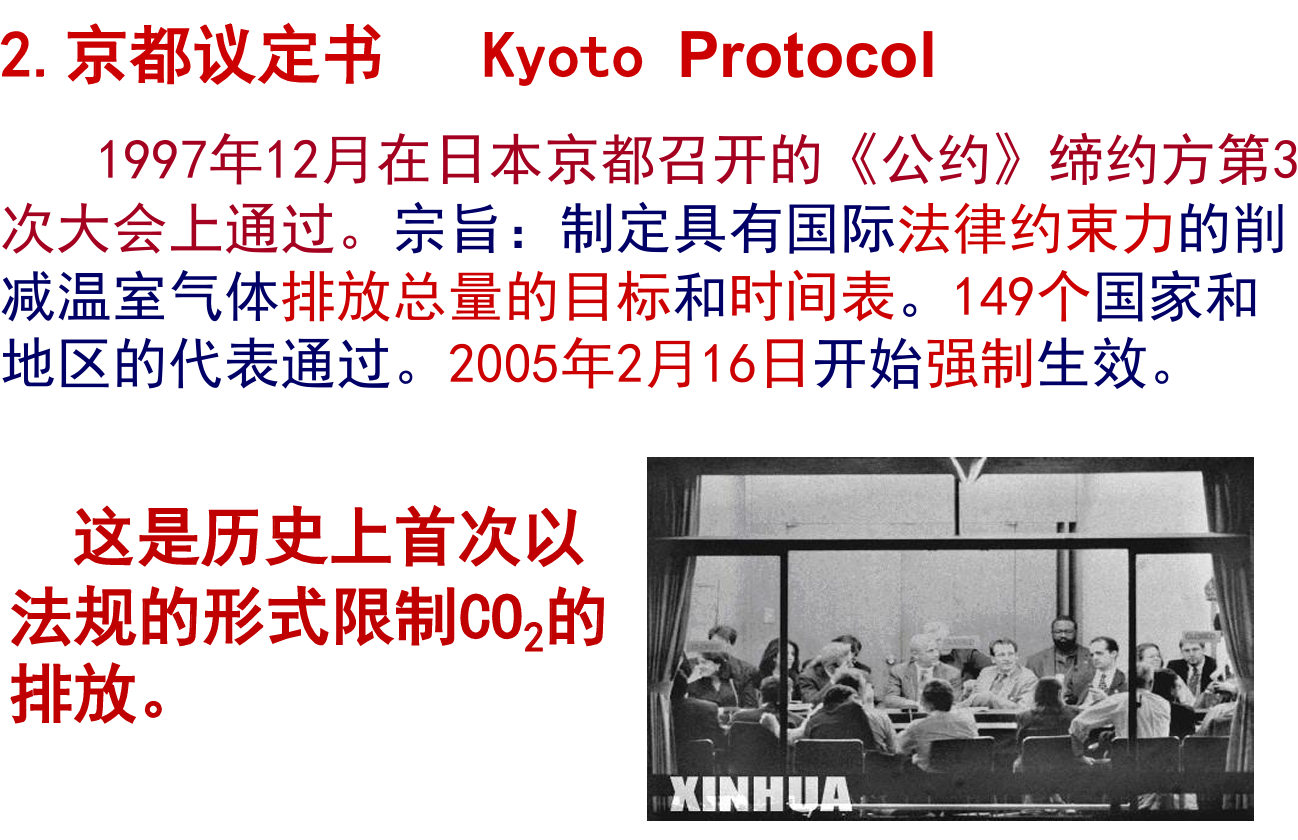 2.京都议定书 Kyoto Protocol
1997年12月在日本京都召开的《公约》缔约方第3
次大会上通过。宗旨：制定具有国际法律约束力的削
减温室气体排放总量的目标和时间表。149个国家和
地区的代表通过。2005年2月16日开始强制生效。
这是历史上首次以
法规的形式限制CO₂的
排放。
XINHUA